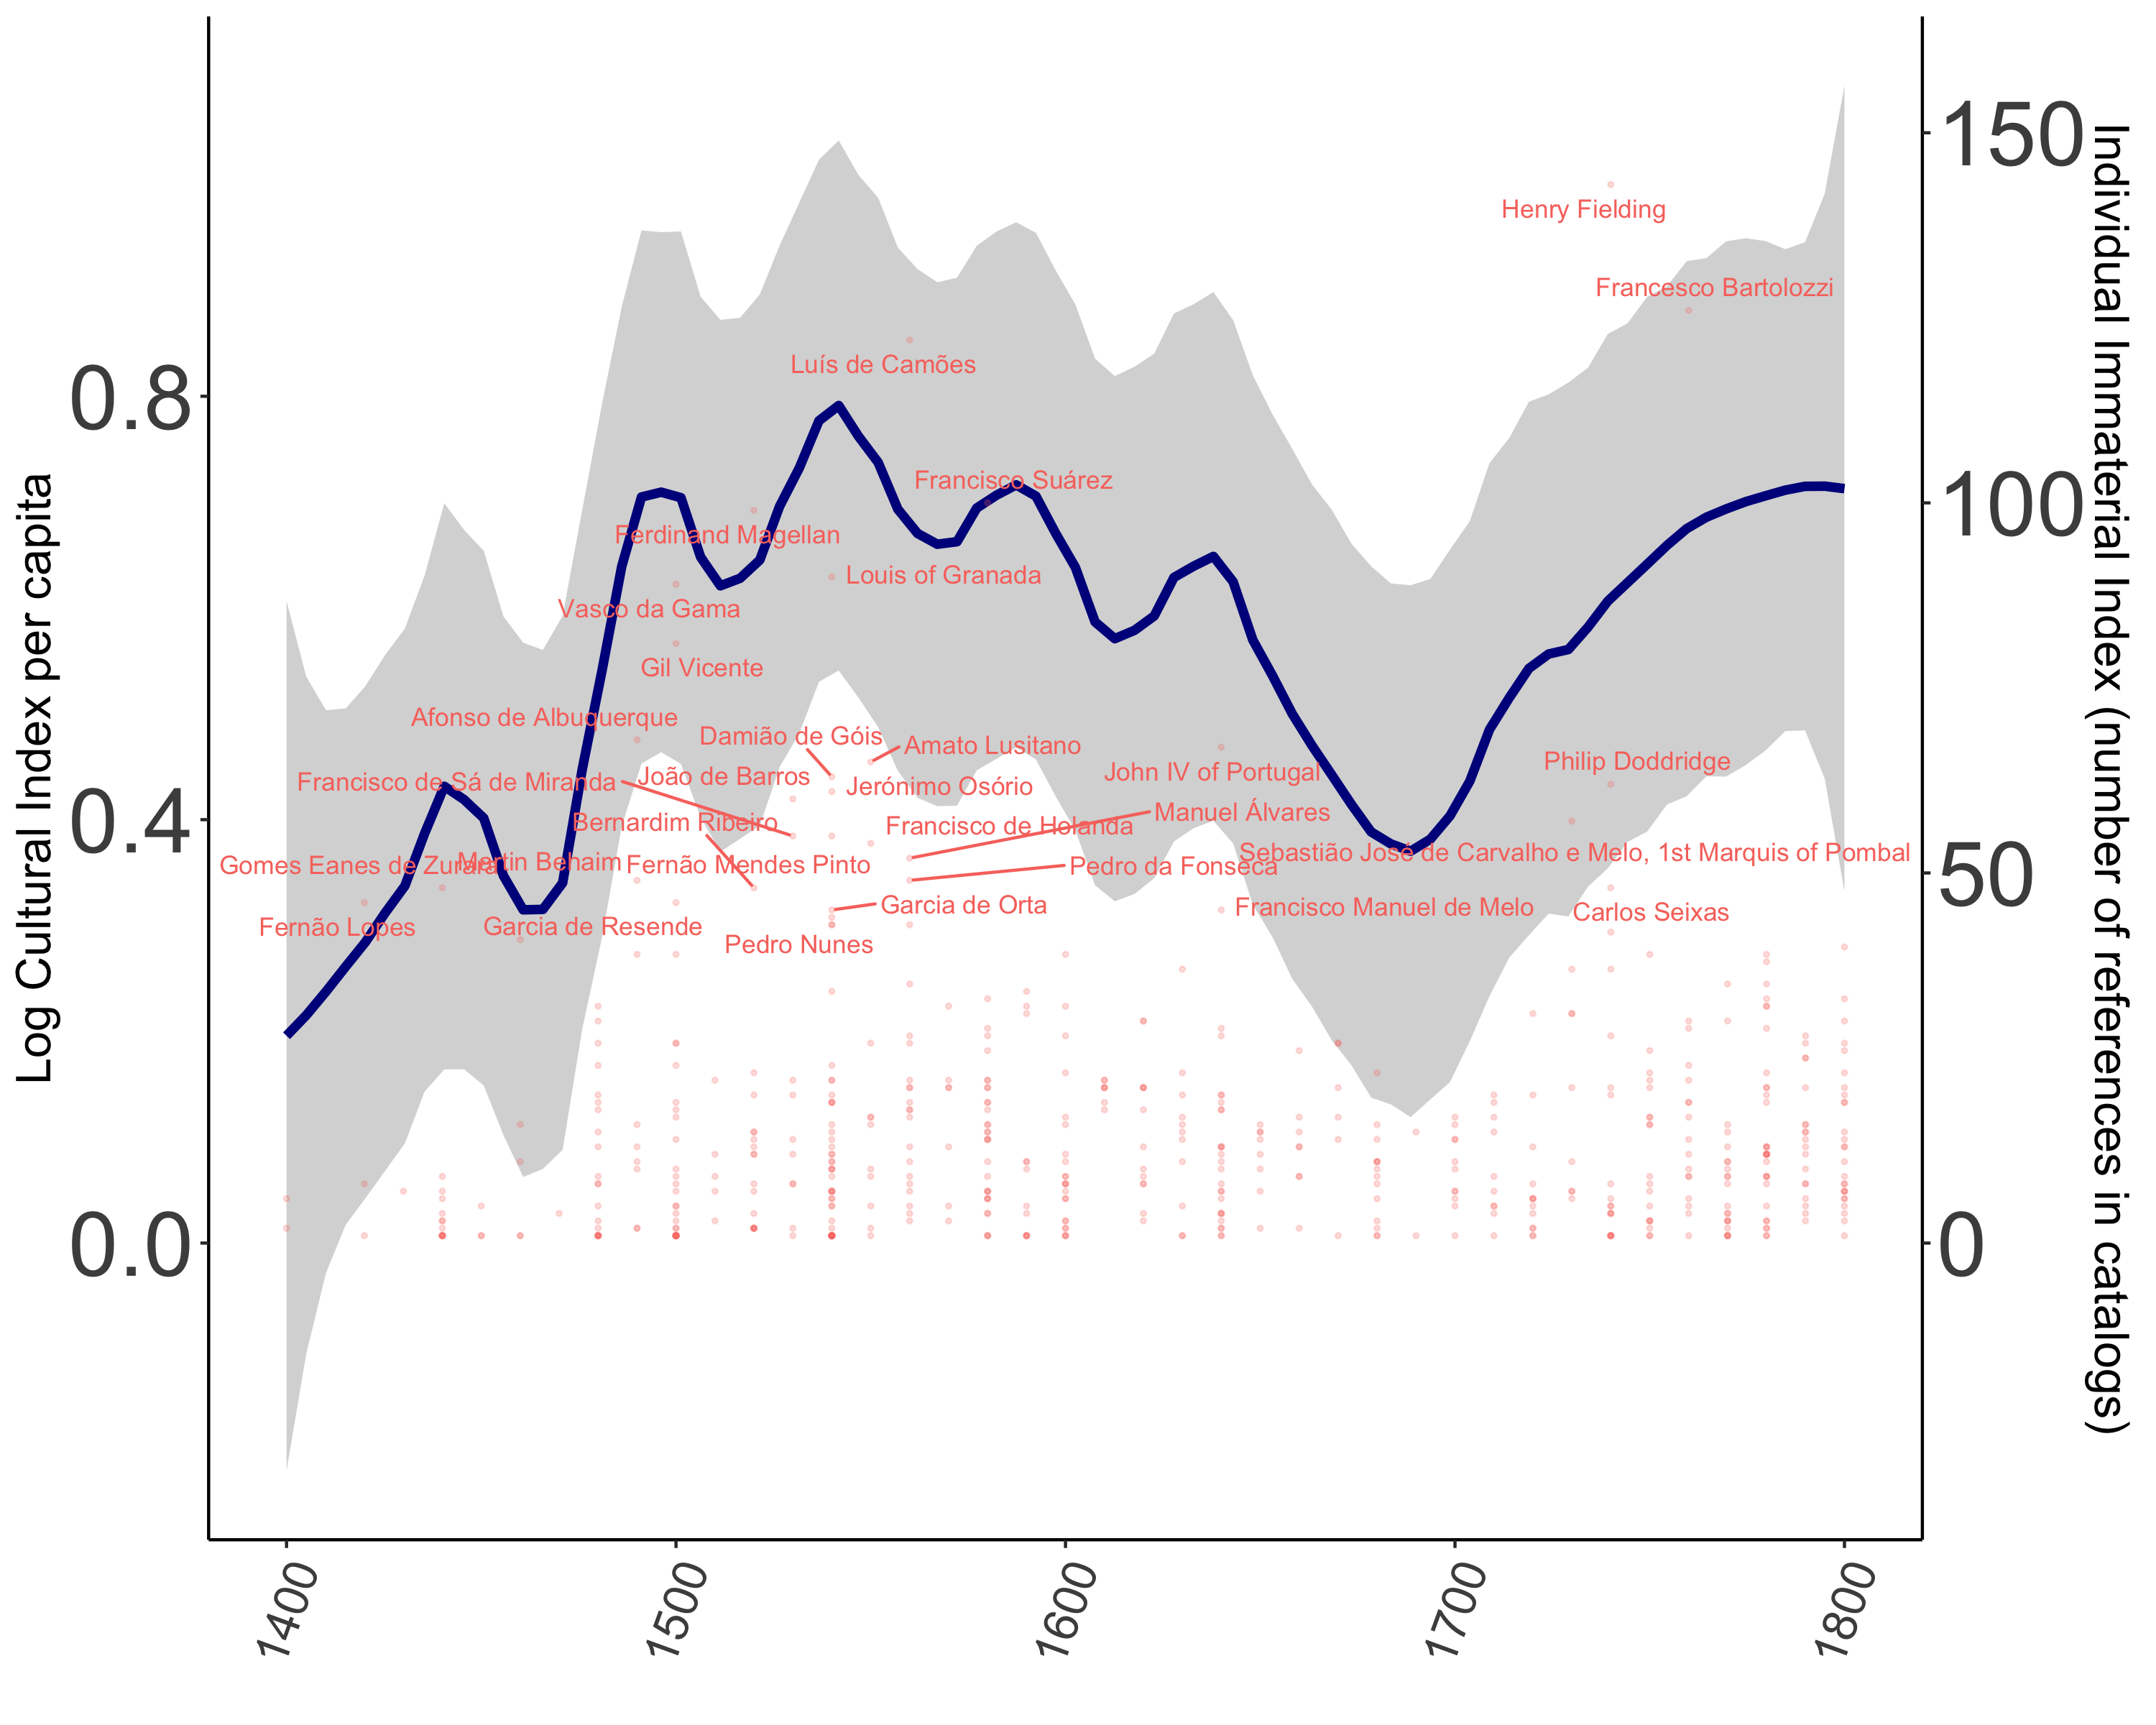 150
Henry Fielding
Francesco Bartolozzi
Luís de Camões
0.8
Francisco Suárez
100
Ferdinand Magellan
Louis of Granada
Vasco da Gama
Gil Vicente
Afonso de Albuquerque
Damião de Góis
Amato Lusitano
Philip Doddridge
John IV of Portugal
Francisco de Sá de Miranda
João de Barros
Jerónimo Osório
Manuel Álvares
0.4
Bernardim Ribeiro
Francisco de Holanda
Sebastião José de Carvalho e Melo, 1st Marquis of Pombal
Gomes Eanes de Zurara
Martin Behaim
Fernão Mendes Pinto
Pedro da Fonseca
50
Garcia de Orta
Francisco Manuel de Melo
Carlos Seixas
Fernão Lopes
Garcia de Resende
Pedro Nunes
0.0
0
1400
1500
1600
1700
1800
Log Cultural Index per capita
Individual Immaterial Index (number of references in catalogs)